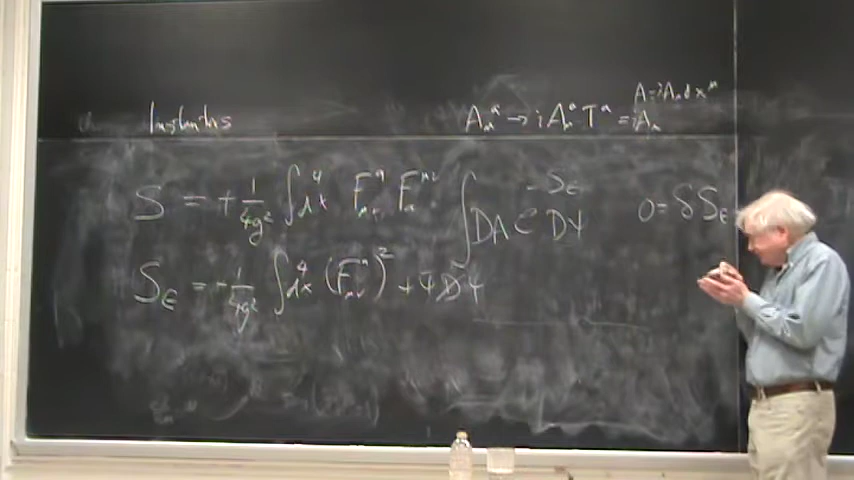 Instantons
A_μ^a → i A_μ^a T^a = iA_μ
A = iA_μ dx^μ
S = + 1/4g² ∫ d⁴x F_μν^a F_a^μν
∫ DA e^{-S_E} Dψ
0 = δS_E
S_E = - 1/4g² ∫ d⁴x (F_μν^a)² + ψ̄ D̸ ψ